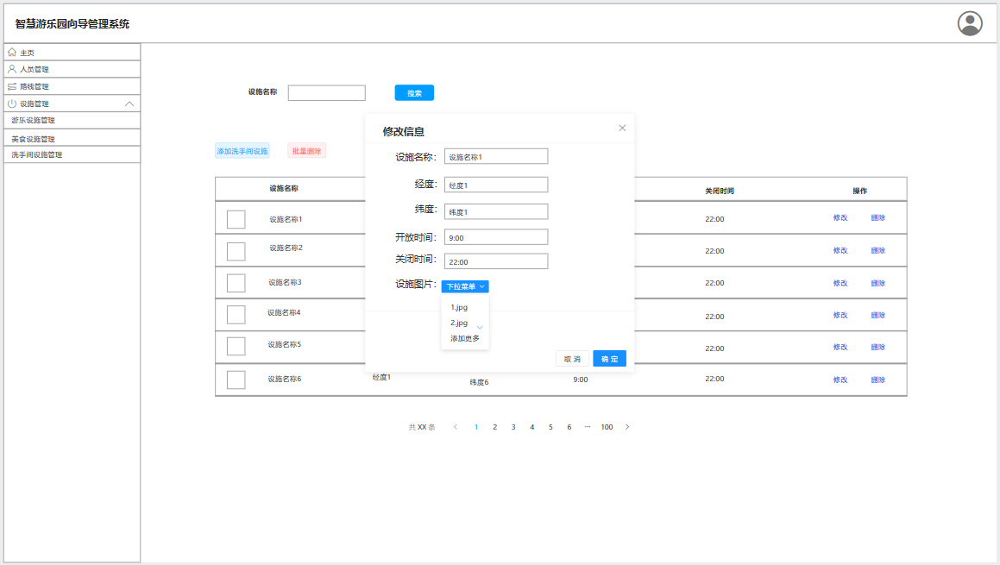 智慧游乐园向导管理系统
主页
人员管理
路线管理
设施管理
游乐设施管理
美食设施管理
洗手间设施管理
设施名称
搜索
添加洗手间设施
批量删除
设施名称 关闭时间 操作
设施名称1 22:00 修改 删除
设施名称2 22:00 修改 删除
设施名称3 22:00 修改 删除
设施名称4 22:00 修改 删除
设施名称5 22:00 修改 删除
设施名称6 经度1 纬度6 9:00 22:00 修改 删除
修改信息
设施名称: 设施名称1
经度: 经度1
纬度: 纬度1
开放时间: 9:00
关闭时间: 22:00
设施图片: 下拉菜单
1.jpg
2.jpg
添加更多
取 消 确 定
共 XX 条 < 1 2 3 4 5 6 ··· 100 >